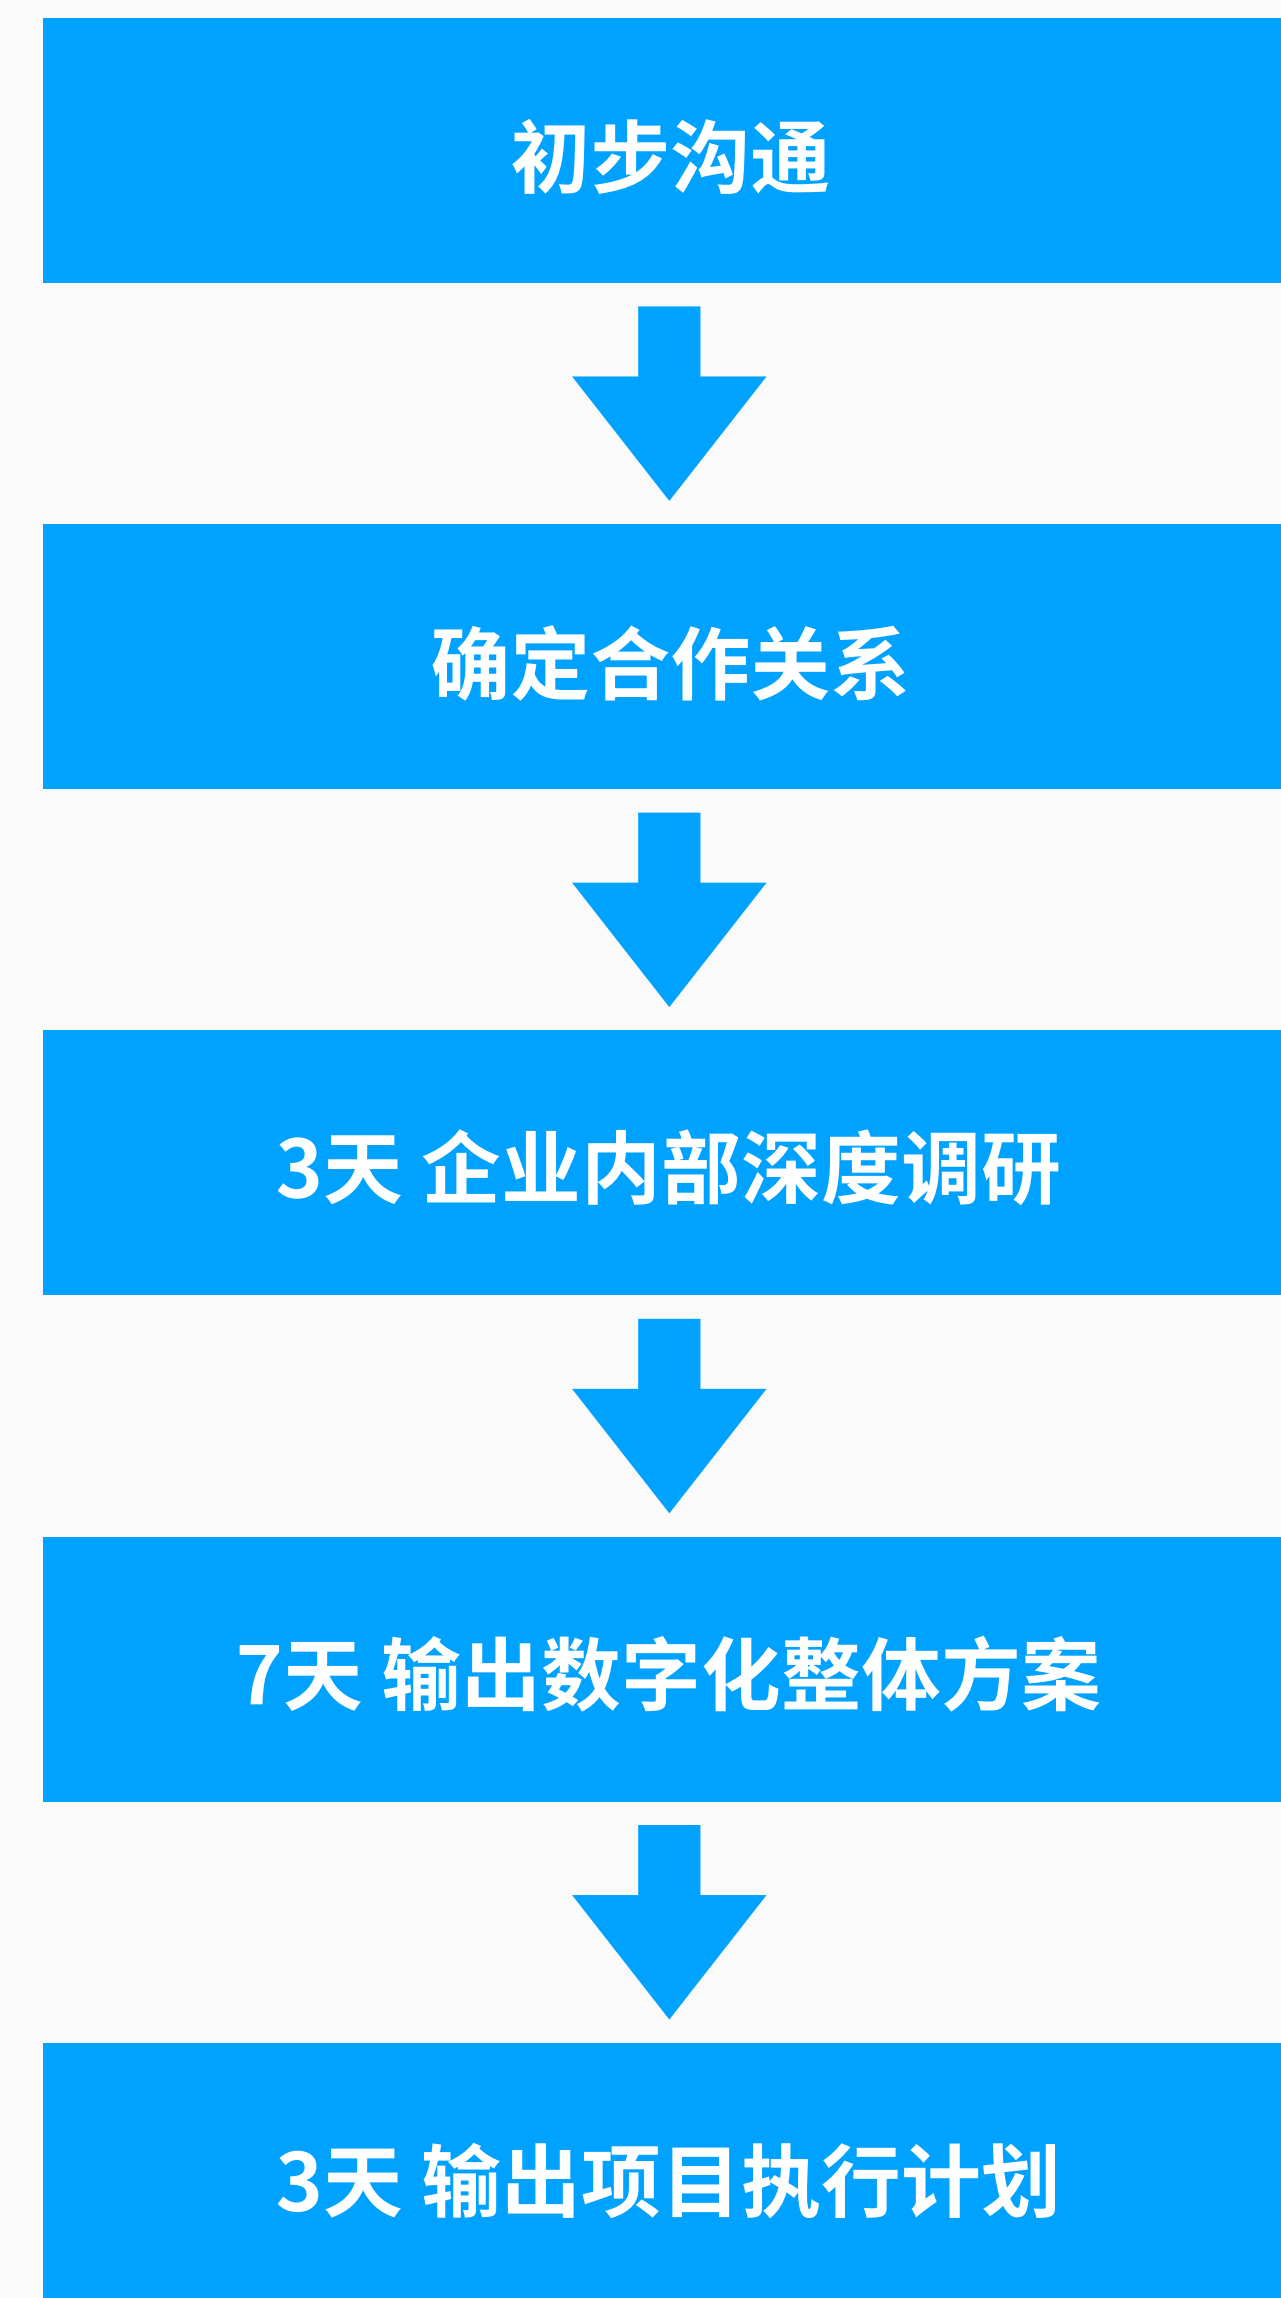 初步沟通
确定合作关系
3天 企业内部深度调研
7天 输出数字化整体方案
3天 输出项目执行计划